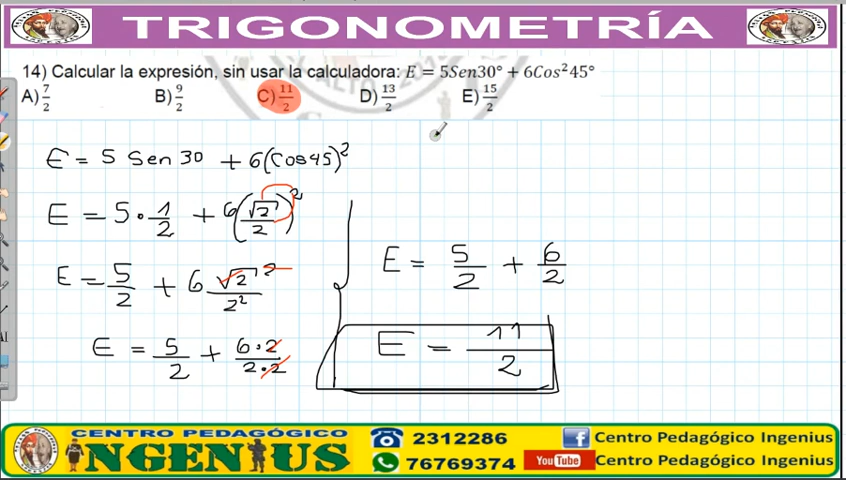 TRIGONOMETRÍA
14) Calcular la expresión, sin usar la calculadora: E = 5Sen30° + 6Cos²45°
A) 7/2 B) 9/2 C) 11/2 D) 13/2 E) 15/2
E = 5 Sen 30 + 6(Cos 45)²
E = 5 • 1/2 + 6(√2/2)²
E = 5/2 + 6 √2²/2²
E = 5/2 + 6•2/2•2
E = 5/2 + 6/2
E = 11/2
CENTRO PEDAGÓGICO
INGENIUS
2312286
76769374
f Centro Pedagógico Ingenius
YouTube Centro Pedagógico Ingenius